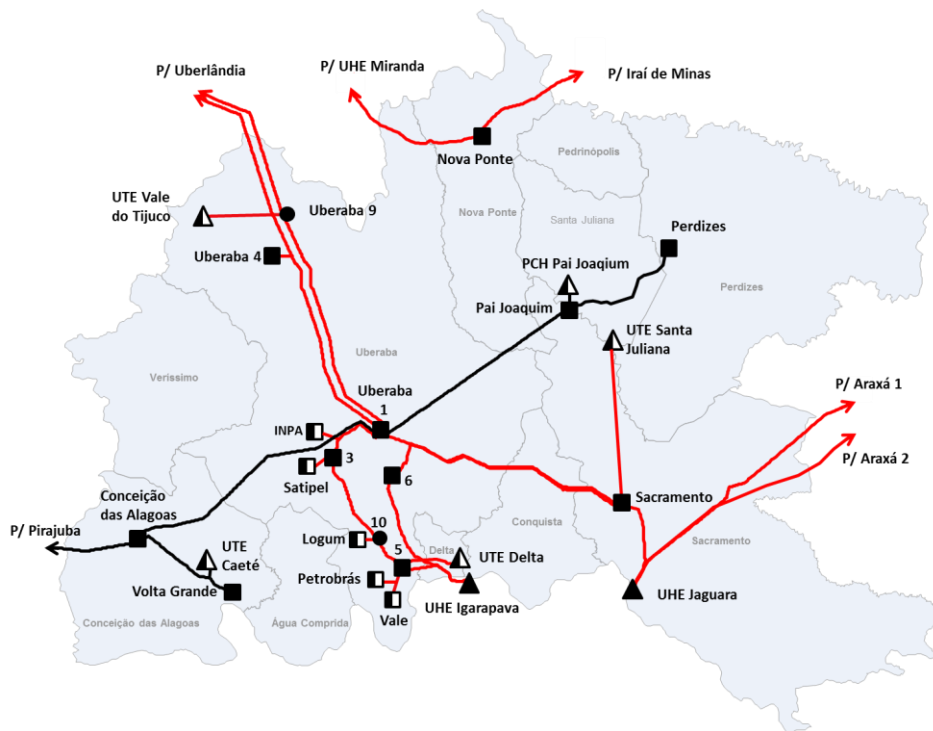 P/ Uberlândia
P/ UHE Miranda
P/ Iraí de Minas
Nova Ponte
Pedrinópolis
UTE Vale
do Tijuco
Uberaba 9
Nova Ponte
Santa Juliana
Perdizes
Uberaba 4
PCH Pai Joaqium
Perdizes
Pai Joaquim
UTE Santa
Juliana
Uberaba
Veríssimo
Uberaba
1
P/ Araxá 1
INPA
3
P/ Araxá 2
Satipel
6
Conceição
das Alagoas
Sacramento
P/ Pirajuba
10
Conquista
Sacramento
Logum
5
Delta
UTE
Caeté
UTE Delta
Petrobrás
Volta Grande
Vale
UHE Igarapava
UHE Jaguara
Conceição das Alagoas
Água Comprida